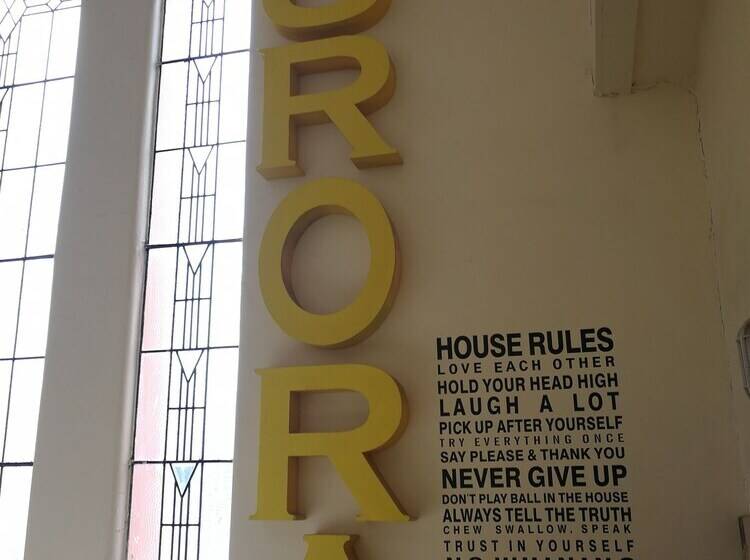 R
O
R
HOUSE RULES
LOVE EACH OTHER
HOLD YOUR HEAD HIGH
LAUGH A LOT
PICK UP AFTER YOURSELF
TRY EVERYTHING ONCE
SAY PLEASE & THANK YOU
NEVER GIVE UP
DON'T PLAY BALL IN THE HOUSE
ALWAYS TELL THE TRUTH
CHEW SWALLOW. SPEAK
TRUST IN YOURSELF
NO WHINING